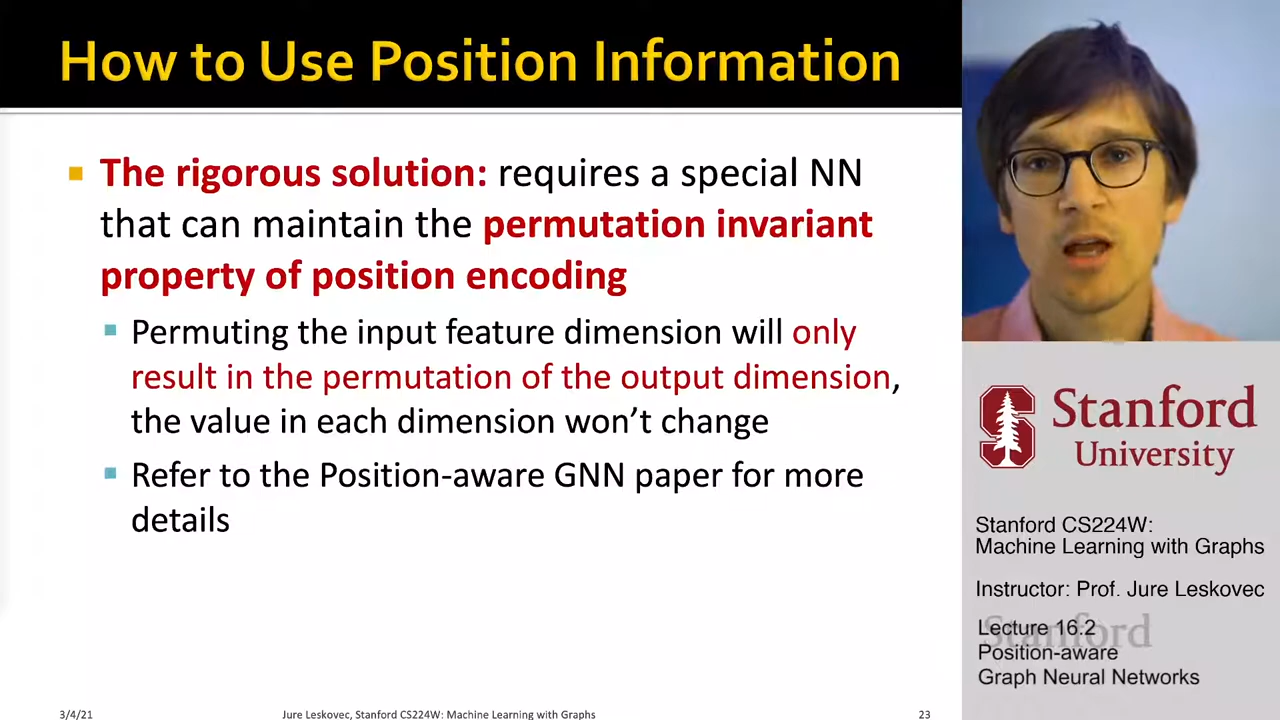 How to Use Position Information
The rigorous solution: requires a special NN
that can maintain the permutation invariant
property of position encoding
Permuting the input feature dimension will only
result in the permutation of the output dimension,
the value in each dimension won't change
Refer to the Position-aware GNN paper for more
details
3/4/21
Jure Leskovec, Stanford CS224W: Machine Learning with Graphs
23
S
Stanford
University
Stanford CS224W:
Machine Learning with Graphs
Instructor: Prof. Jure Leskovec
Stanford
Lecture 16.2
Position-aware
Graph Neural Networks